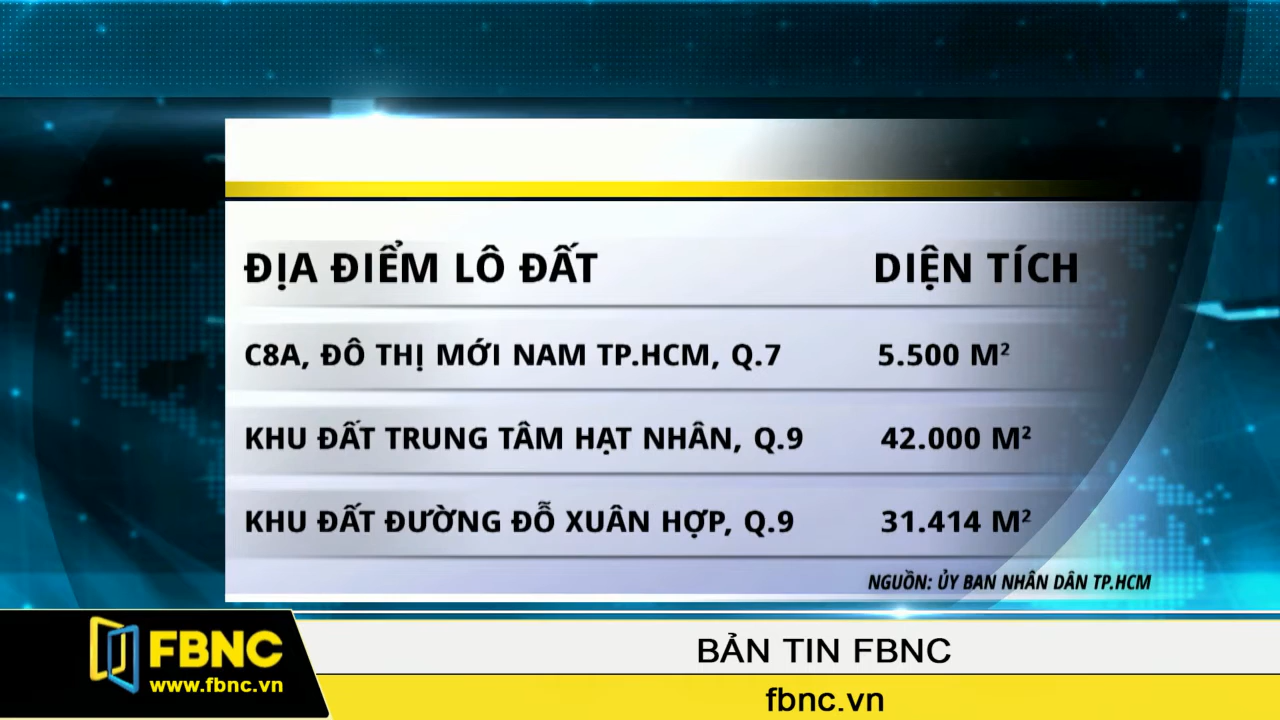 ĐỊA ĐIỂM LÔ ĐẤT DIỆN TÍCH
C8A, ĐÔ THỊ MỚI NAM TP.HCM, Q.7 5.500 M²
KHU ĐẤT TRUNG TÂM HẠT NHÂN, Q.9 42.000 M²
KHU ĐẤT ĐƯỜNG ĐỖ XUÂN HỢP, Q.9 31.414 M²
NGUỒN: ỦY BAN NHÂN DÂN TP.HCM
FBNC
www.fbnc.vn
BẢN TIN FBNC
fbnc.vn